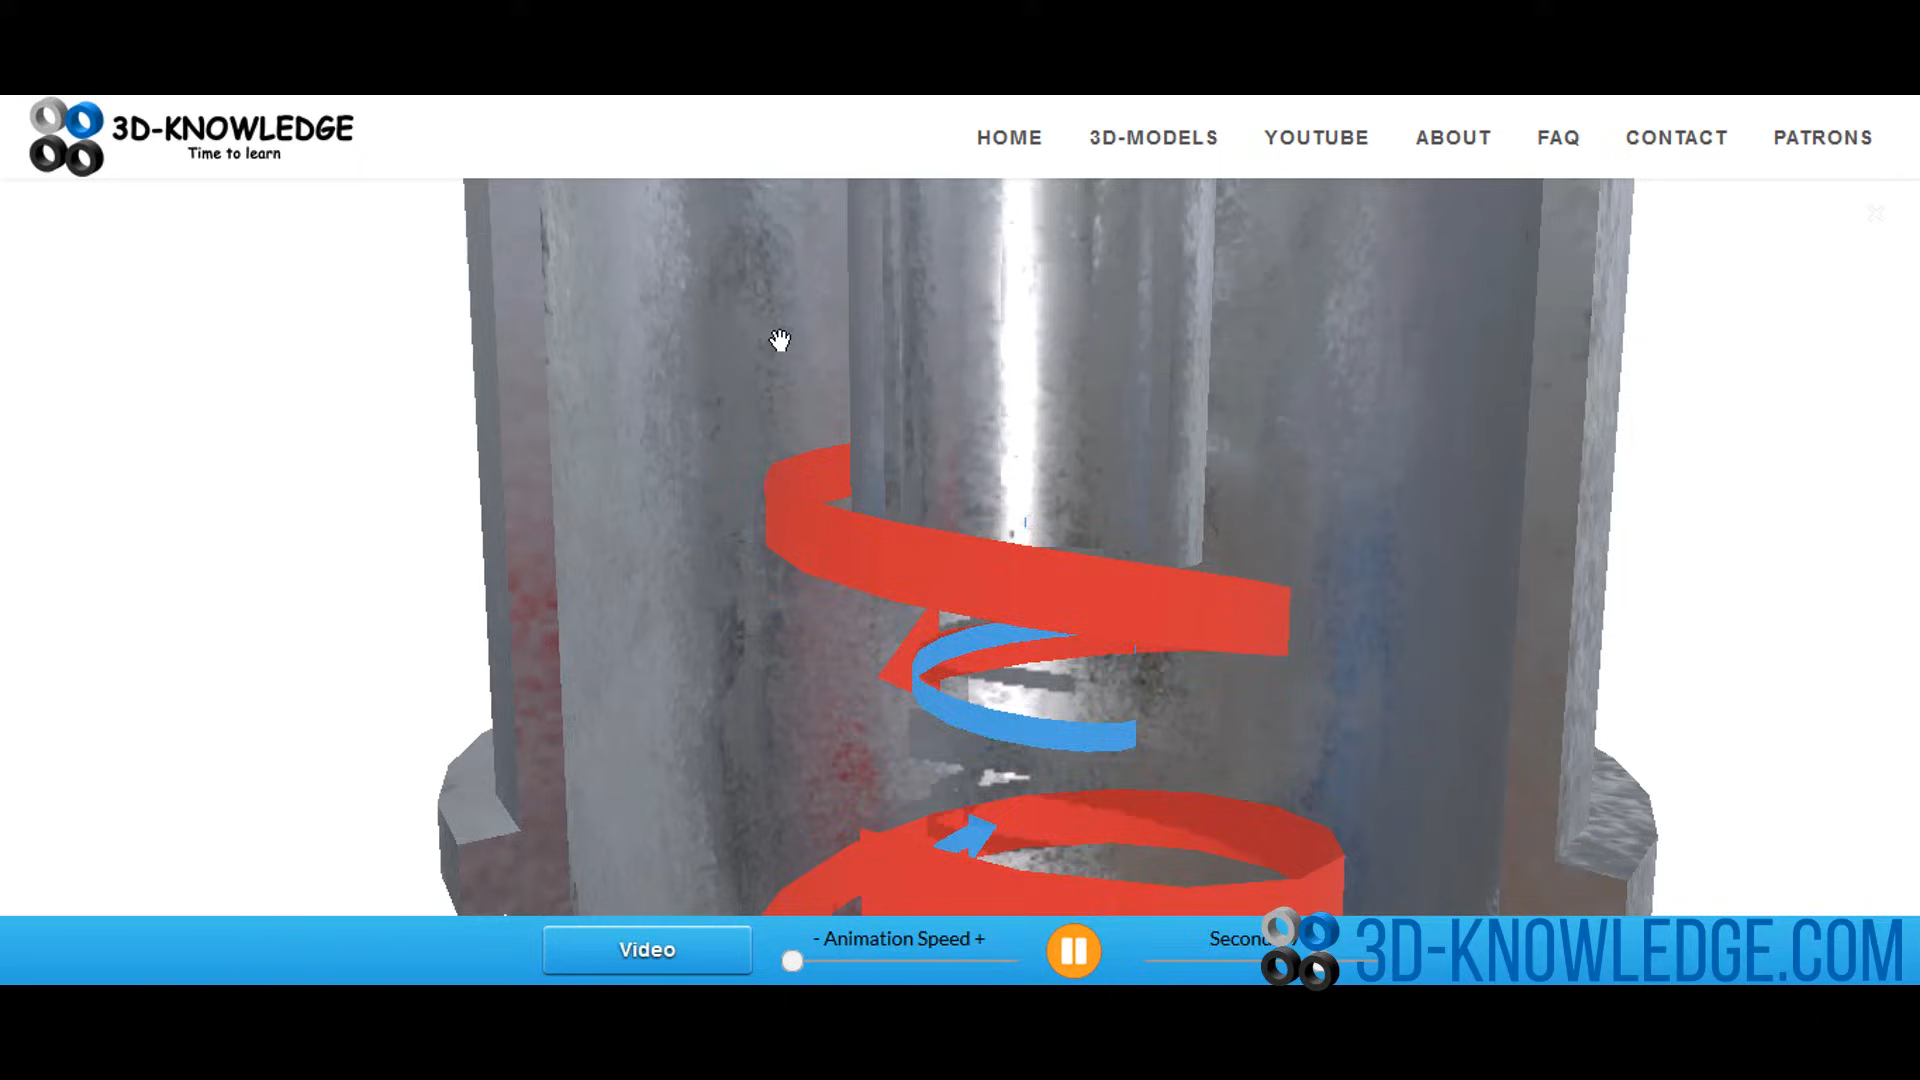 3D-KNOWLEDGE
Time to learn
HOME 3D-MODELS YOUTUBE ABOUT FAQ CONTACT PATRONS
Video
- Animation Speed +
3D-KNOWLEDGE.COM